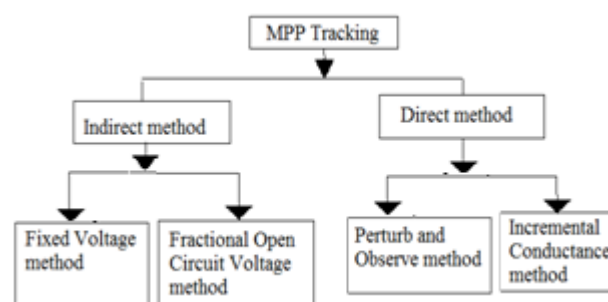 MPP Tracking
Indirect method
Direct method
Fixed Voltage
method
Fractional Open
Circuit Voltage
method
Perturb and
Observe method
Incremental
Conductance
method